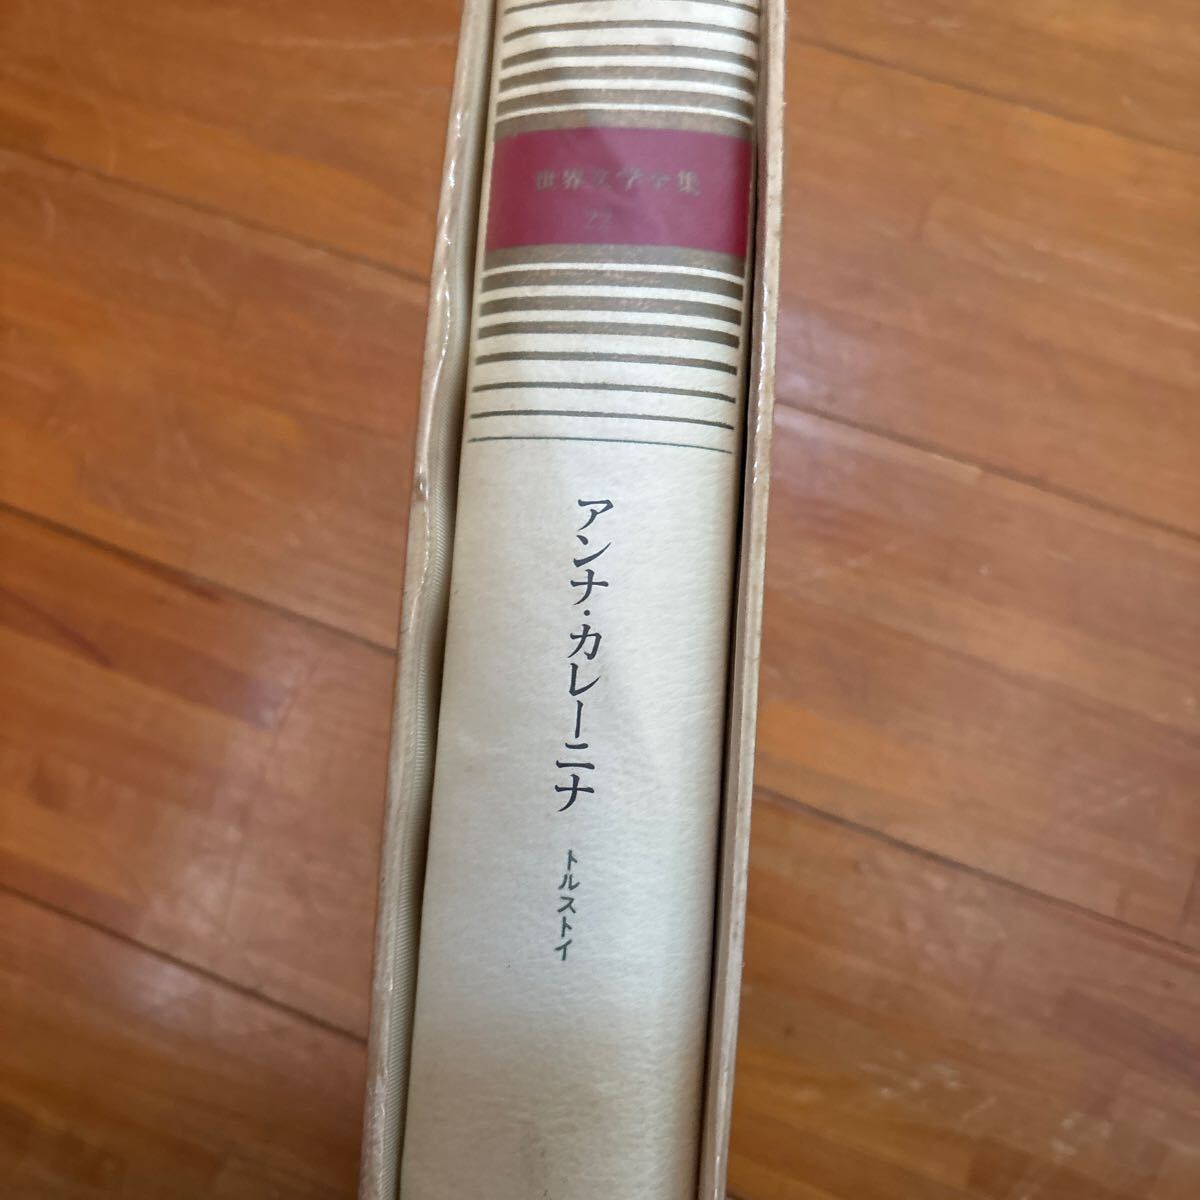 世界文学全集
22
アンナ・カレーニナ
トルストイ